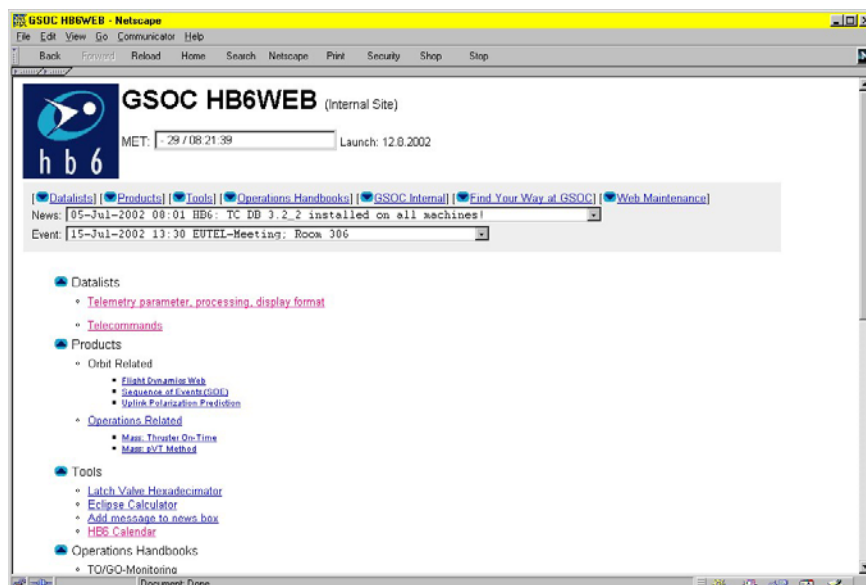 GSOC HB6WEB - Netscape
File Edit View Go Communicator Help
Back Forward Reload Home Search Netscape Print Security Shop Stop
GSOC HB6WEB (Internal Site)
hb6
MET: - 29 / 08:21:39 Launch: 12.8.2002
[Datalists] [Products] [Tools] [Operations Handbooks] [GSOC Internal] [Find Your Way at GSOC] [Web Maintenance]
News: 05-Jul-2002 08:01 HB6: TC DB 3.2_2 installed on all machines!
Event: 15-Jul-2002 13:30 EUTEL-Meeting; Room 306
Datalists
Telemetry parameter, processing, display format
Telecommands
Products
Orbit Related
Flight Dynamics Web
Sequence of Events(SOE)
Uplink Polarization Prediction
Operations Related
Mass: Thruster On-Time
Mass: pVT Method
Tools
Latch Valve Hexadecimator
Eclipse Calculator
Add message to news box
HB6 Calendar
Operations Handbooks
TO/GO-Monitoring
Document: Done